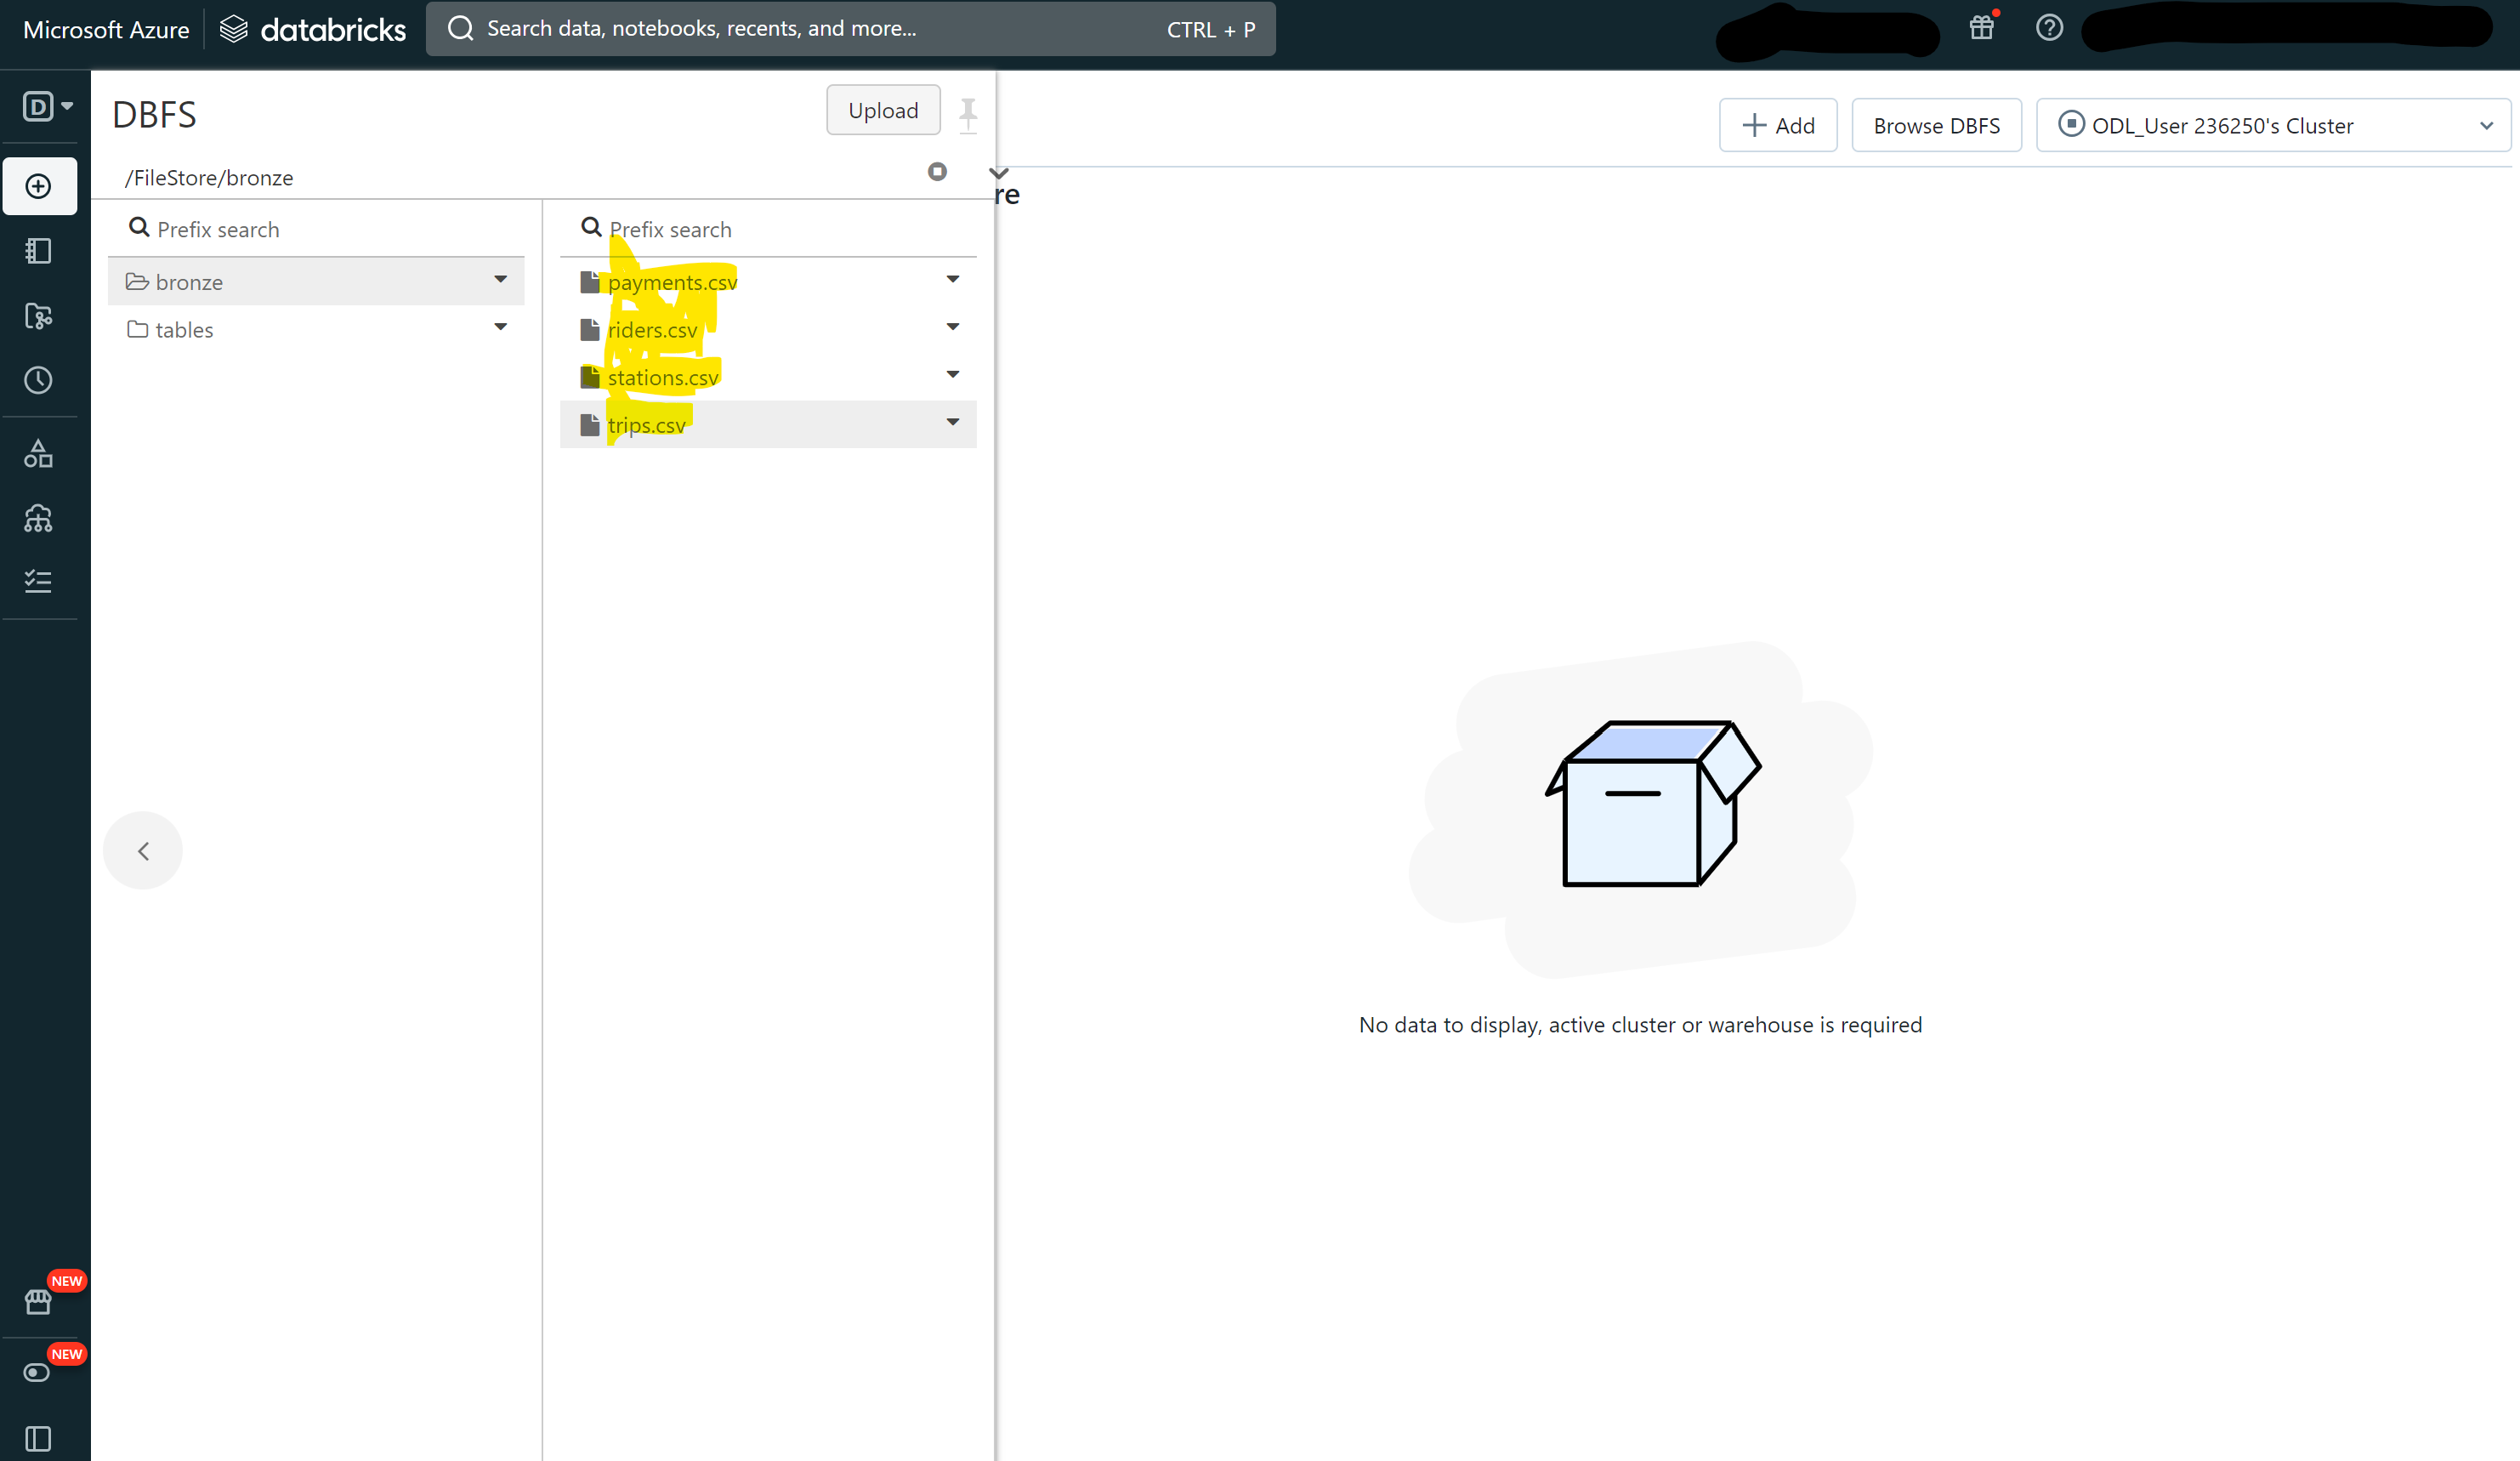 Microsoft Azure databricks Search data, notebooks, recents, and more... CTRL + P
D
DBFS Upload
Add Browse DBFS ODL_User 236250's Cluster
/FileStore/bronze
re
Prefix search Prefix search
bronze payments.csv
tables riders.csv
stations.csv
trips.csv
No data to display, active cluster or warehouse is required
NEW
NEW